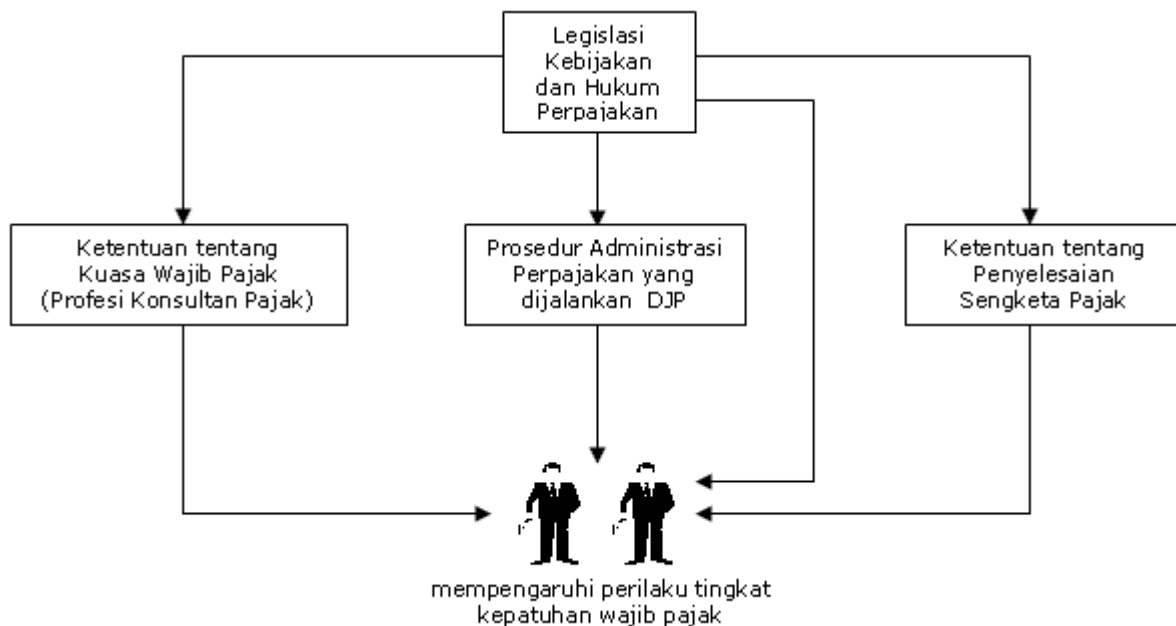 Legislasi
Kebijakan
dan Hukum
Perpajakan
Ketentuan tentang
Kuasa Wajib Pajak
(Profesi Konsultan Pajak)
Prosedur Administrasi
Perpajakan yang
dijalankan DJP
Ketentuan tentang
Penyelesaian
Sengketa Pajak
mempengaruhi perilaku tingkat
kepatuhan wajib pajak